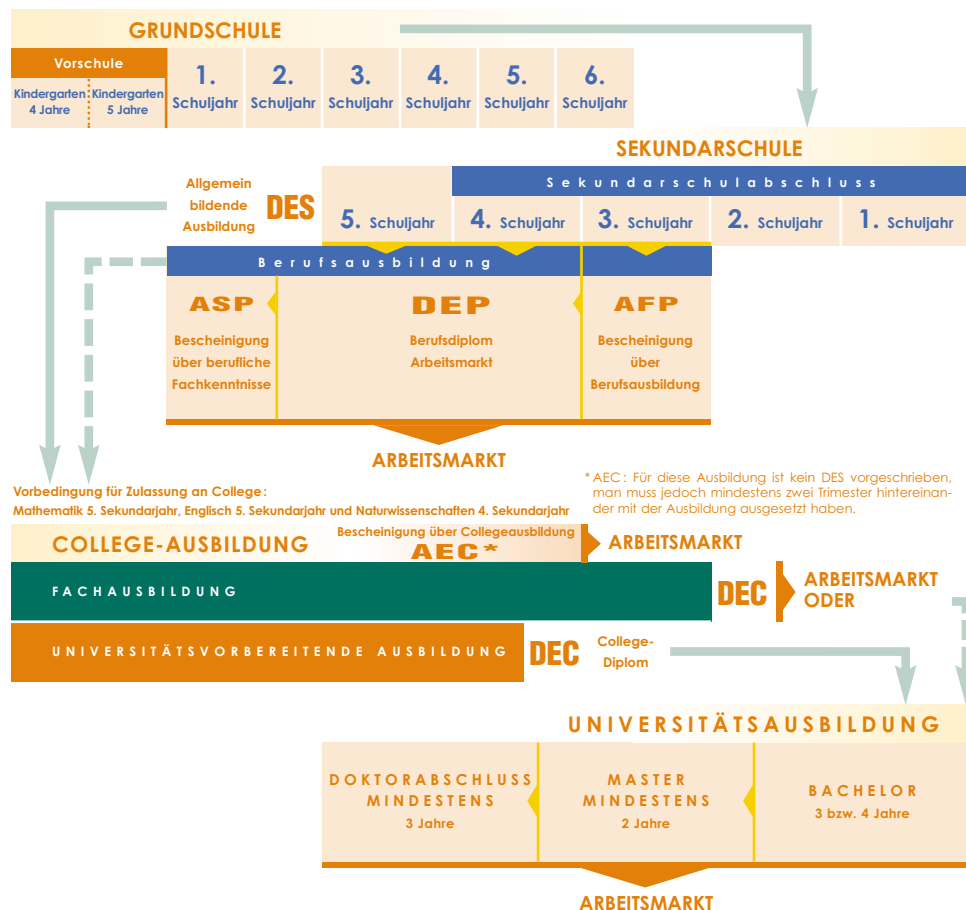 GRUNDSCHULE
Vorschule
Kindergarten
4 Jahre
Kindergarten
5 Jahre
1.
Schuljahr
2.
Schuljahr
3.
Schuljahr
4.
Schuljahr
5.
Schuljahr
6.
Schuljahr
SEKUNDARSCHULE
Sekundarschulabschluss
Allgemein
bildende
Ausbildung
DES
5. Schuljahr
4. Schuljahr
3. Schuljahr
2. Schuljahr
1. Schuljahr
Berufsausbildung
ASP
Bescheinigung
über berufliche
Fachkenntnisse
DEP
Berufsdiplom
Arbeitsmarkt
AFP
Bescheinigung
über
Berufsausbildung
ARBEITSMARKT
* AEC : Für diese Ausbildung ist kein DES vorgeschrieben,
man muss jedoch mindestens zwei Trimester hintereinan-
der mit der Ausbildung ausgesetzt haben.
Vorbedingung für Zulassung an College :
Mathematik 5. Sekundarjahr, Englisch 5. Sekundarjahr und Naturwissenschaften 4. Sekundarjahr
COLLEGE-AUSBILDUNG
Bescheinigung über Collegeausbildung
AEC*
ARBEITSMARKT
FACHAUSBILDUNG
DEC
ARBEITSMARKT
ODER
UNIVERSITÄTSVORBEREITENDE AUSBILDUNG
DEC
College-
Diplom
UNIVERSITÄTSAUSBILDUNG
DOKTORABSCHLUSS
MINDESTENS
3 Jahre
MASTER
MINDESTENS
2 Jahre
BACHELOR
3 bzw. 4 Jahre
ARBEITSMARKT